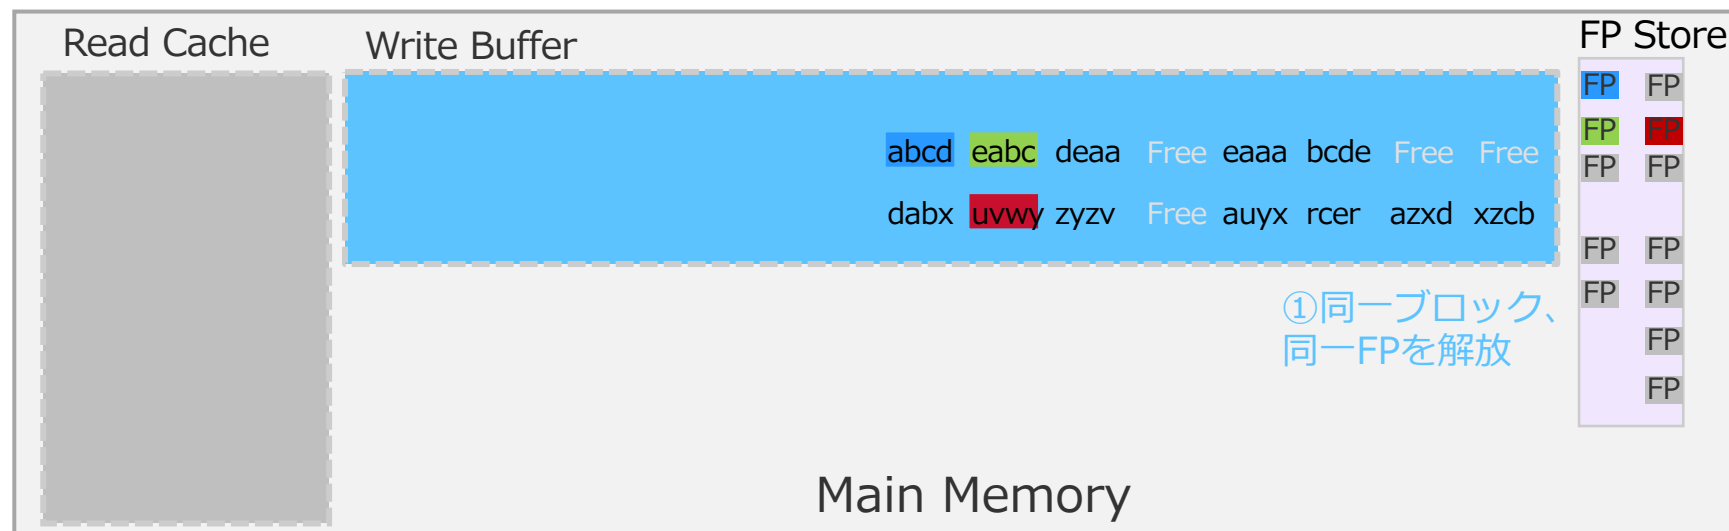 Read Cache
Write Buffer
FP Store
abcd eabc deaa Free eaaa bcde Free Free
dabx uvwy zyzv Free auyx rcer azxd xzcb
FP FP
FP FP
FP FP
FP FP
FP FP
FP
FP
①同一ブロック、
同一FPを解放
Main Memory